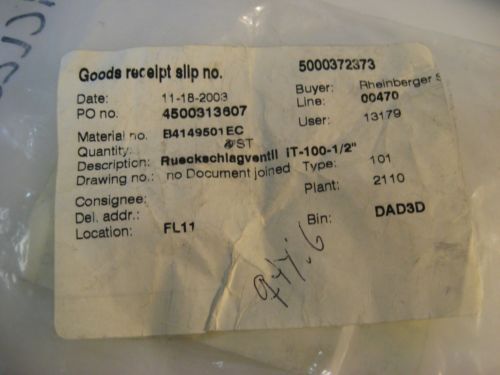 Goods receipt slip no. 5000372373
Date: 11-18-2003 Buyer: Rheinberger S
PO no. 4500313607 Line: 00470
User: 13179
Material no. B4149501EC
Quantity: ST
Description: Rueckschlagventil IT-100-1/2"
Drawing no.: no Document joined Type: 101
Plant: 2110
Consignee:
Del. addr.: Bin: DAD3D
Location: FL11